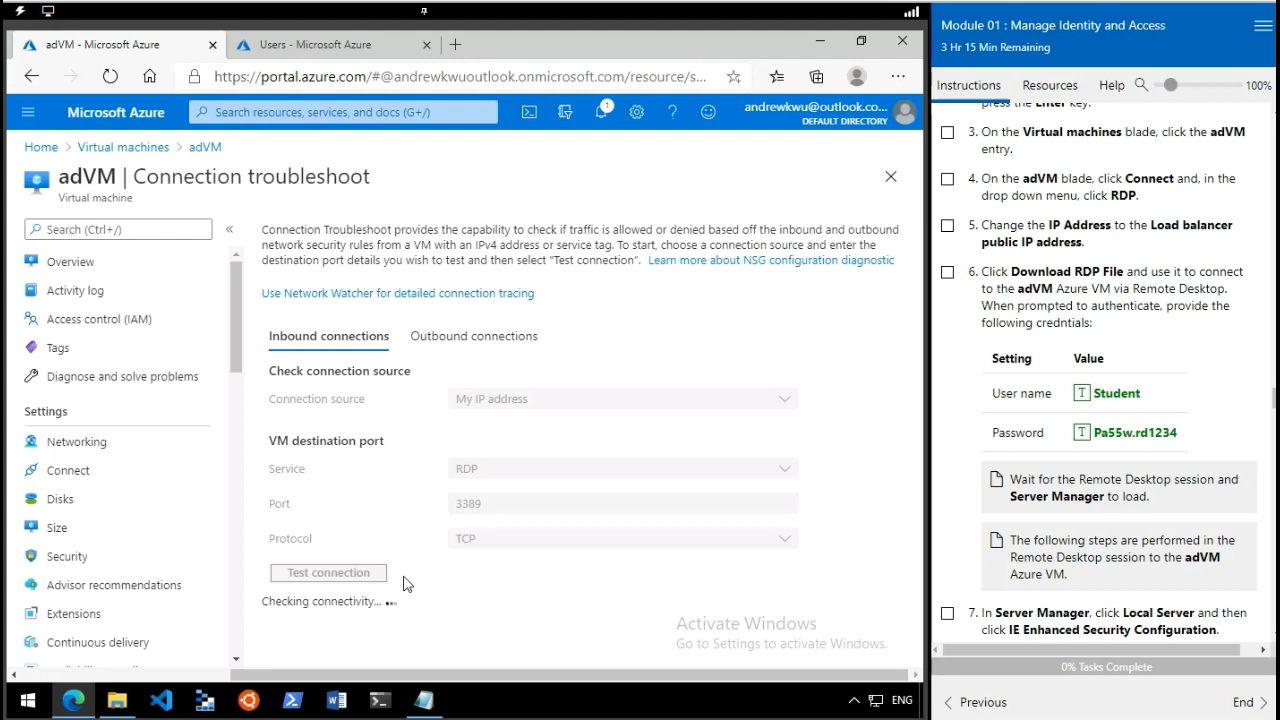 adVM - Microsoft Azure
Users - Microsoft Azure
https://portal.azure.com/#@andrewkwuoutlook.onmicrosoft.com/resource/s...
Microsoft Azure
Search resources, services, and docs (G+/)
1
andrewkwu@outlook.co...
DEFAULT DIRECTORY
Home > Virtual machines > adVM
adVM | Connection troubleshoot
Virtual machine
Search (Ctrl+/)
«
Overview
Activity log
Access control (IAM)
Tags
Diagnose and solve problems
Settings
Networking
Connect
Disks
Size
Security
Advisor recommendations
Extensions
Continuous delivery
Connection Troubleshoot provides the capability to check if traffic is allowed or denied based off the inbound and outbound
network security rules from a VM with an IPv4 address or service tag. To start, choose a connection source and enter the
destination port details you wish to test and then select "Test connection". Learn more about NSG configuration diagnostic
Use Network Watcher for detailed connection tracing
Inbound connections Outbound connections
Check connection source
Connection source My IP address
VM destination port
Service RDP
Port 3389
Protocol TCP
Test connection
Checking connectivity...
Activate Windows
Go to Settings to activate Windows.
ENG
Module 01 : Manage Identity and Access
3 Hr 15 Min Remaining
Instructions Resources Help 100%
press the Enter key.
3. On the Virtual machines blade, click the adVM
entry.
4. On the adVM blade, click Connect and, in the
drop down menu, click RDP.
5. Change the IP Address to the Load balancer
public IP address.
6. Click Download RDP File and use it to connect
to the adVM Azure VM via Remote Desktop.
When prompted to authenticate, provide the
following credntials:
Setting Value
User name T Student
Password T Pa55w.rd1234
Wait for the Remote Desktop session and
Server Manager to load.
The following steps are performed in the
Remote Desktop session to the adVM
Azure VM.
7. In Server Manager, click Local Server and then
click IE Enhanced Security Configuration.
0% Tasks Complete
Previous End